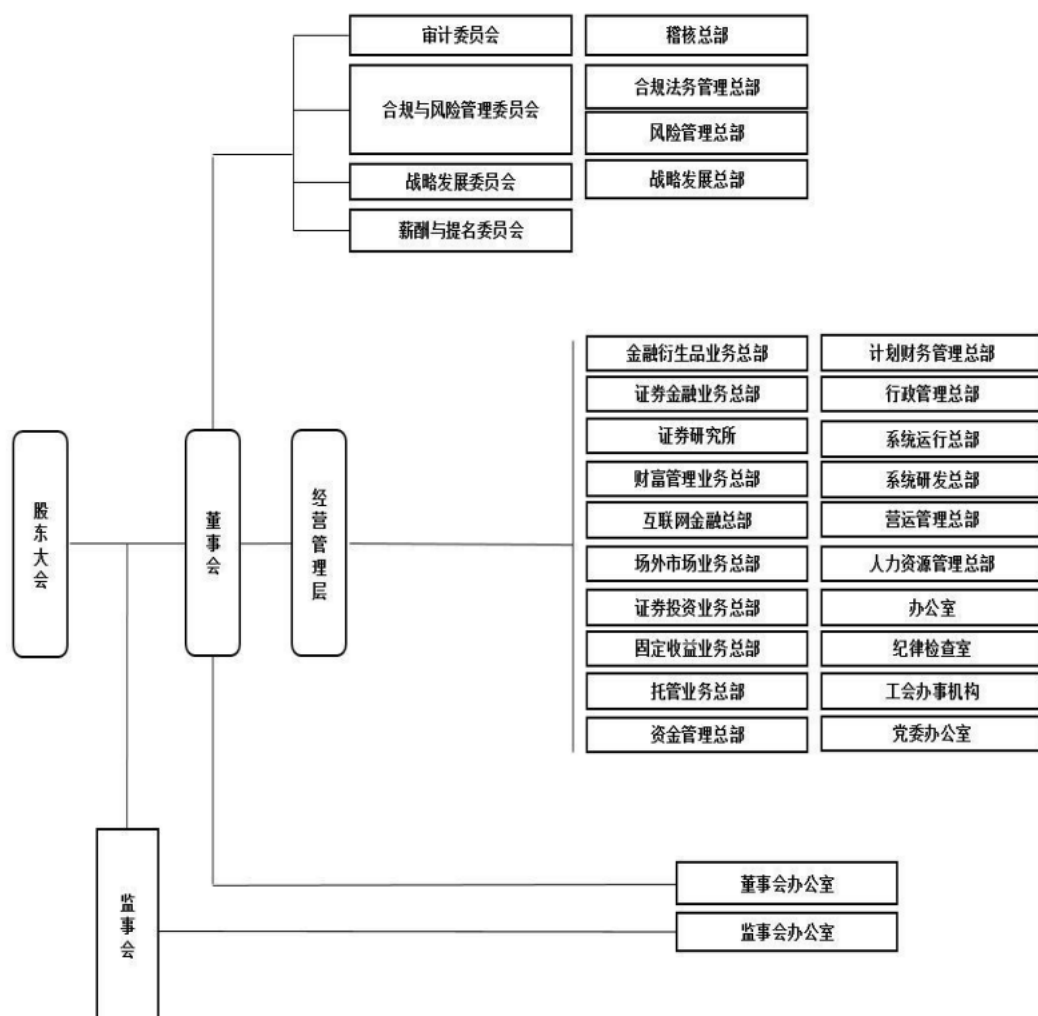 审计委员会
稽核总部
合规与风险管理委员会
合规法务管理总部
风险管理总部
战略发展委员会
战略发展总部
薪酬与提名委员会
金融衍生品业务总部
计划财务管理总部
证券金融业务总部
行政管理总部
证券研究所
系统运行总部
财富管理业务总部
系统研发总部
互联网金融总部
营运管理总部
场外市场业务总部
人力资源管理总部
证券投资业务总部
办公室
固定收益业务总部
纪律检查室
托管业务总部
工会办事机构
资金管理总部
党委办公室
股东大会
董事会
经营管理层
监事会
董事会办公室
监事会办公室